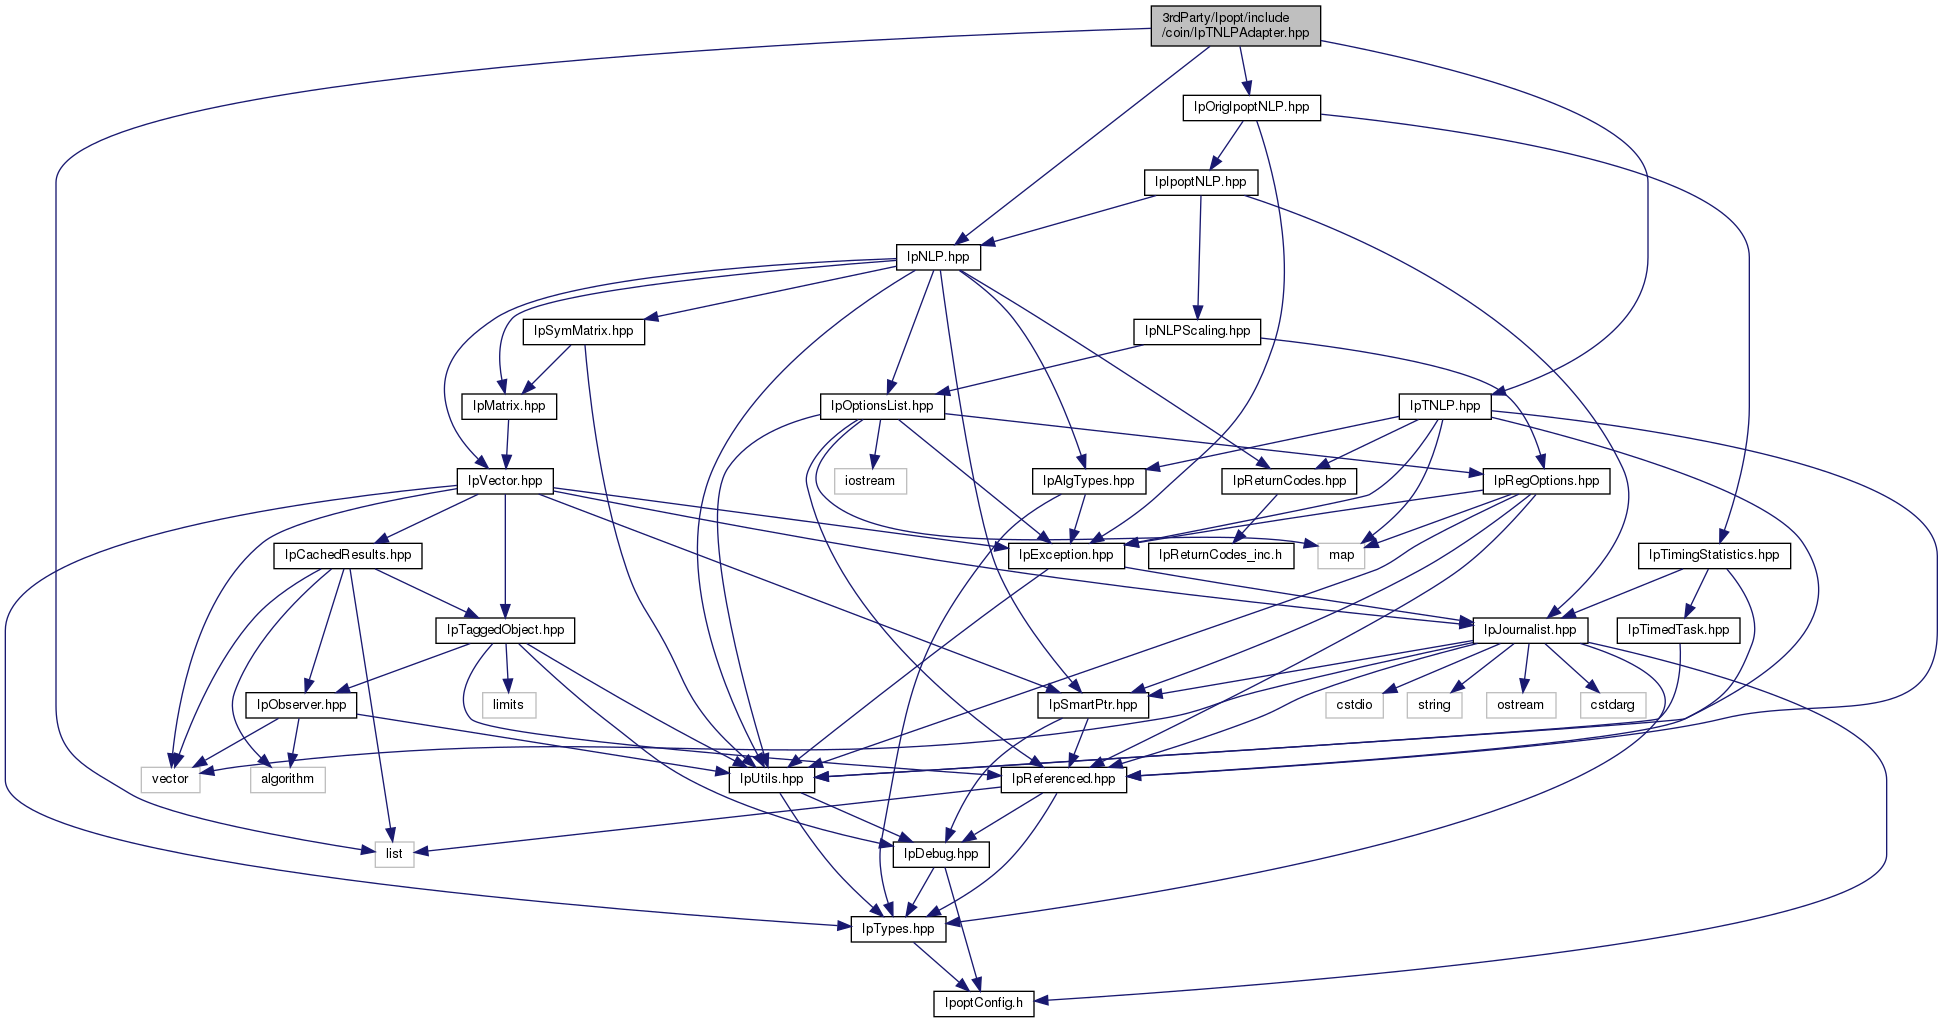 3rdParty/Ipopt/include
/coin/IpTNLPAdapter.hpp
IpOrigIpoptNLP.hpp
IpIpoptNLP.hpp
IpNLP.hpp
IpSymMatrix.hpp
IpNLPScaling.hpp
IpMatrix.hpp
IpOptionsList.hpp
IpTNLP.hpp
IpVector.hpp
iostream
IpAlgTypes.hpp
IpReturnCodes.hpp
IpRegOptions.hpp
IpCachedResults.hpp
IpException.hpp
IpReturnCodes_inc.h
map
IpTimingStatistics.hpp
IpTaggedObject.hpp
IpJournalist.hpp
IpTimedTask.hpp
IpObserver.hpp
limits
IpSmartPtr.hpp
cstdio
string
ostream
cstdarg
vector
algorithm
IpUtils.hpp
IpReferenced.hpp
list
IpDebug.hpp
IpTypes.hpp
IpoptConfig.h